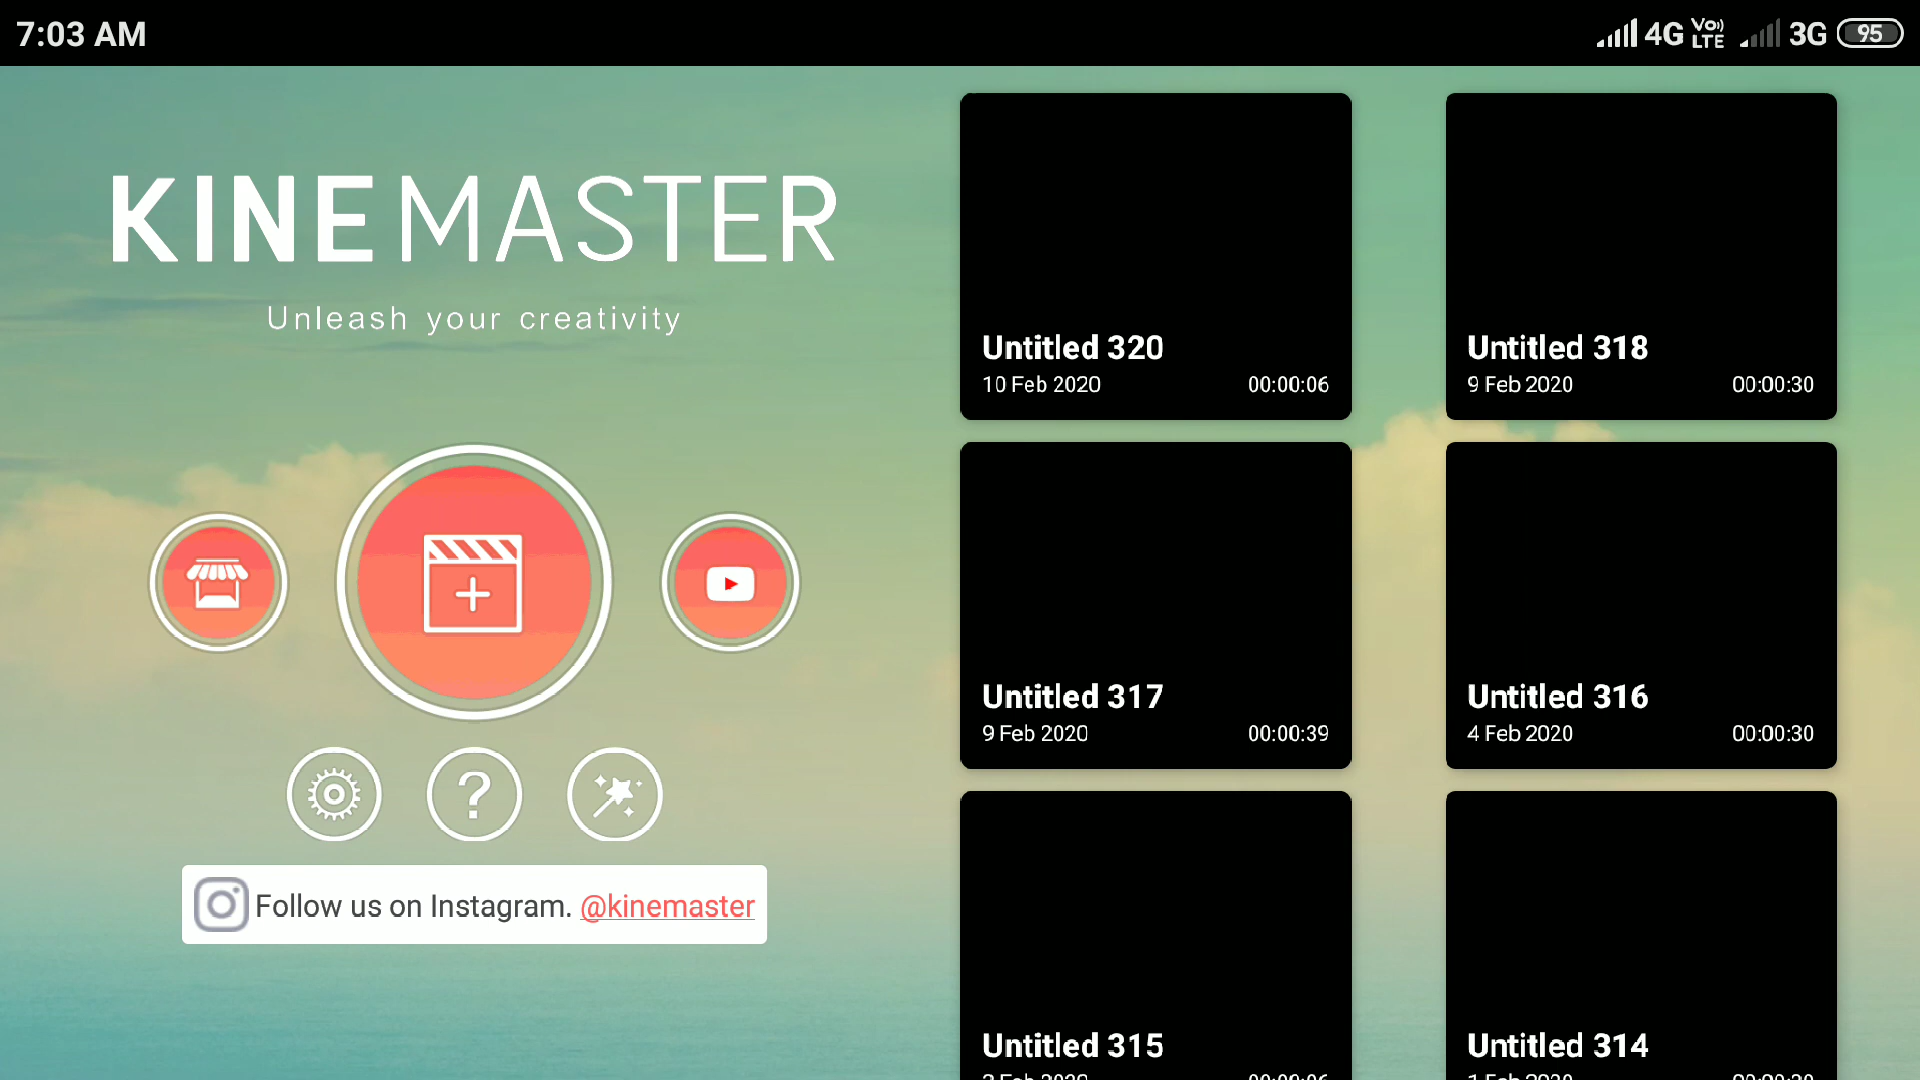 7:03 AM
4G VoLTE 3G 95
KINEMASTER
Unleash your creativity
Follow us on Instagram. @kinemaster
Untitled 320
10 Feb 2020 00:00:06
Untitled 318
9 Feb 2020 00:00:30
Untitled 317
9 Feb 2020 00:00:39
Untitled 316
4 Feb 2020 00:00:30
Untitled 315
Untitled 314